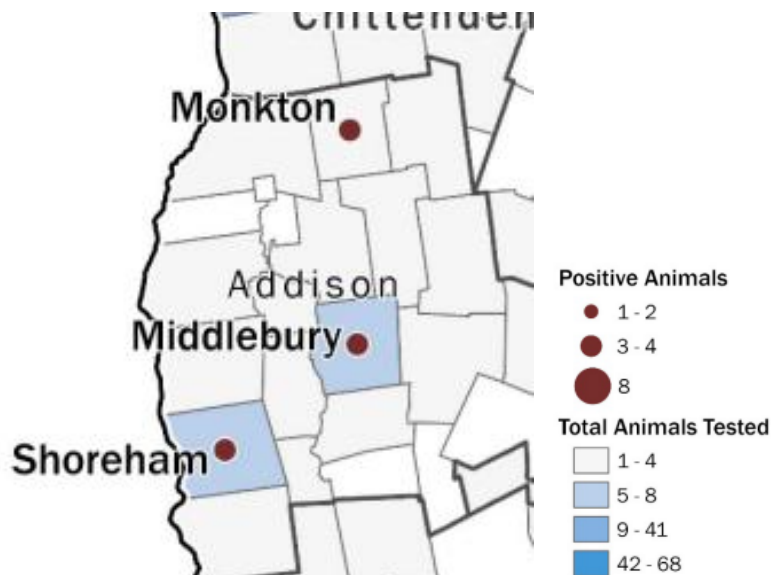 Chittenden
Monkton
Addison
Middlebury
Shoreham
Positive Animals
1 - 2
3 - 4
8
Total Animals Tested
1 - 4
5 - 8
9 - 41
42 - 68